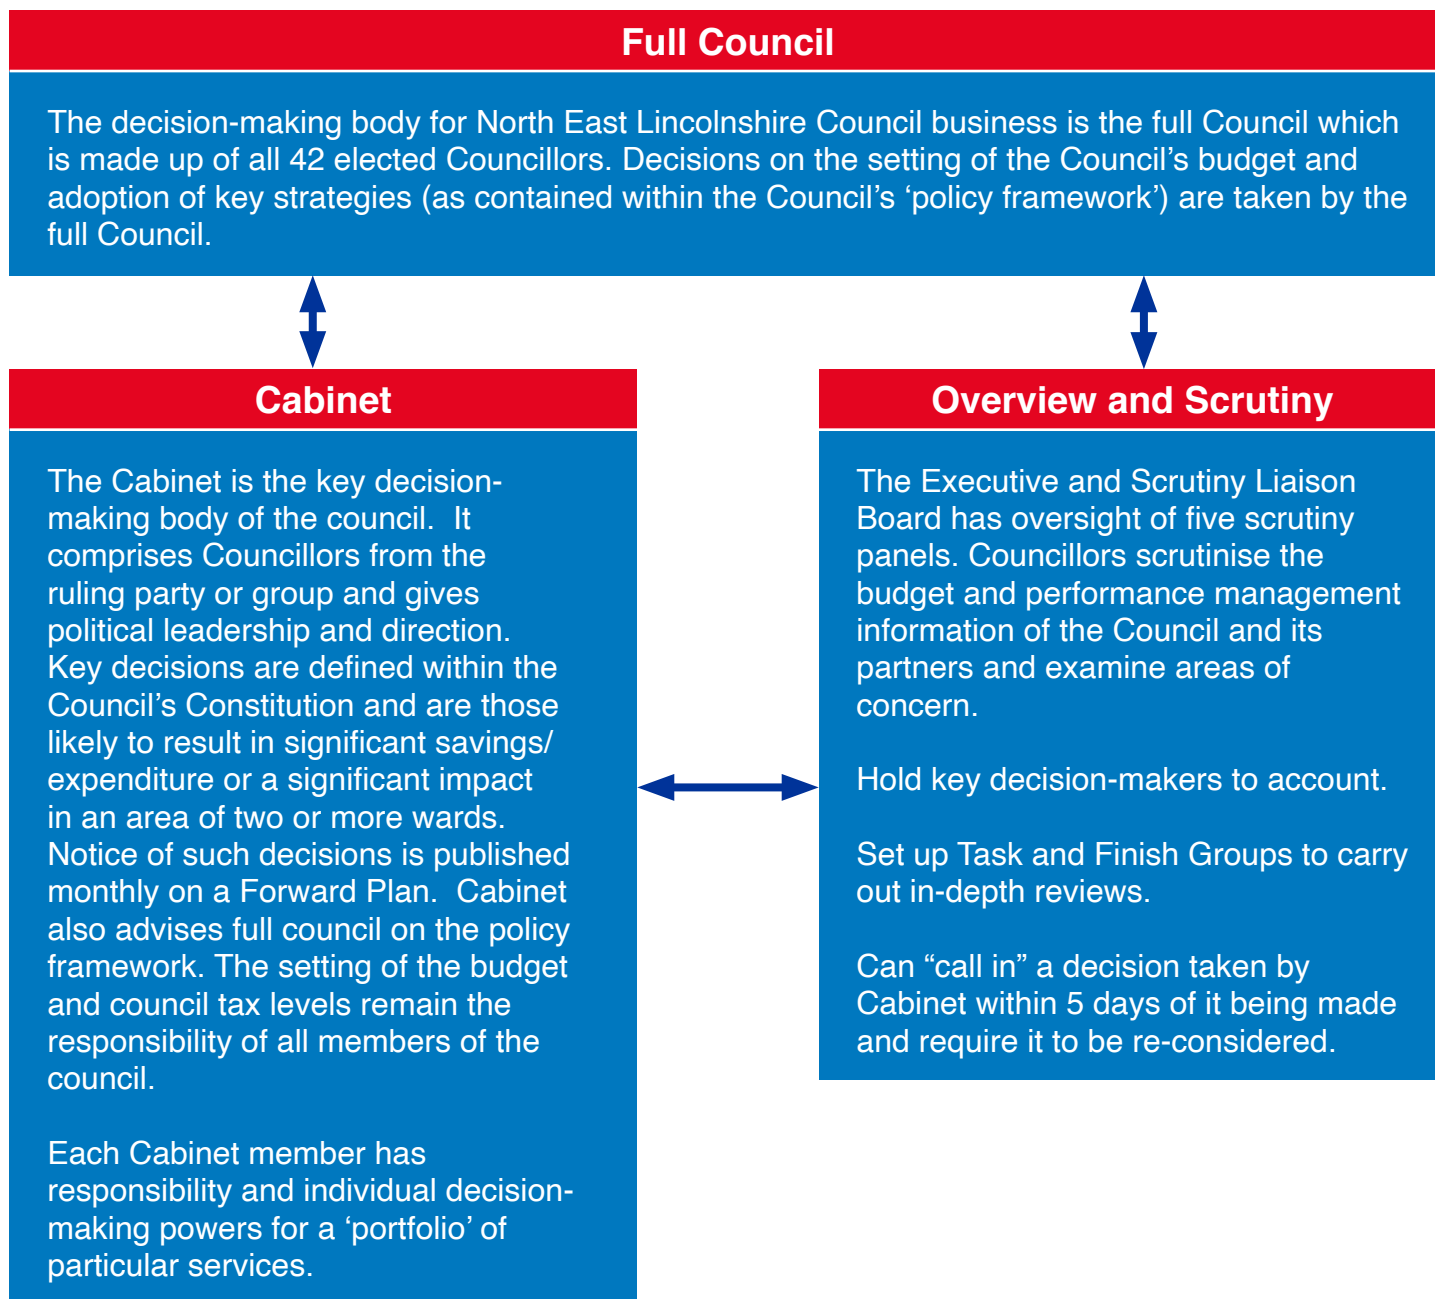 Full Council
The decision-making body for North East Lincolnshire Council business is the full Council which
is made up of all 42 elected Councillors. Decisions on the setting of the Council’s budget and
adoption of key strategies (as contained within the Council’s ‘policy framework’) are taken by the
full Council.
Cabinet
The Cabinet is the key decision-
making body of the council.  It
comprises Councillors from the
ruling party or group and gives
political leadership and direction.
Key decisions are defined within the
Council’s Constitution and are those
likely to result in significant savings/
expenditure or a significant impact
in an area of two or more wards.
Notice of such decisions is published
monthly on a Forward Plan.  Cabinet
also advises full council on the policy
framework. The setting of the budget
and council tax levels remain the
responsibility of all members of the
council.
Each Cabinet member has
responsibility and individual decision-
making powers for a ‘portfolio’ of
particular services.
Overview and Scrutiny
The Executive and Scrutiny Liaison
Board has oversight of five scrutiny
panels. Councillors scrutinise the
budget and performance management
information of the Council and its
partners and examine areas of
concern.
Hold key decision-makers to account.
Set up Task and Finish Groups to carry
out in-depth reviews.
Can “call in” a decision taken by
Cabinet within 5 days of it being made
and require it to be re-considered.